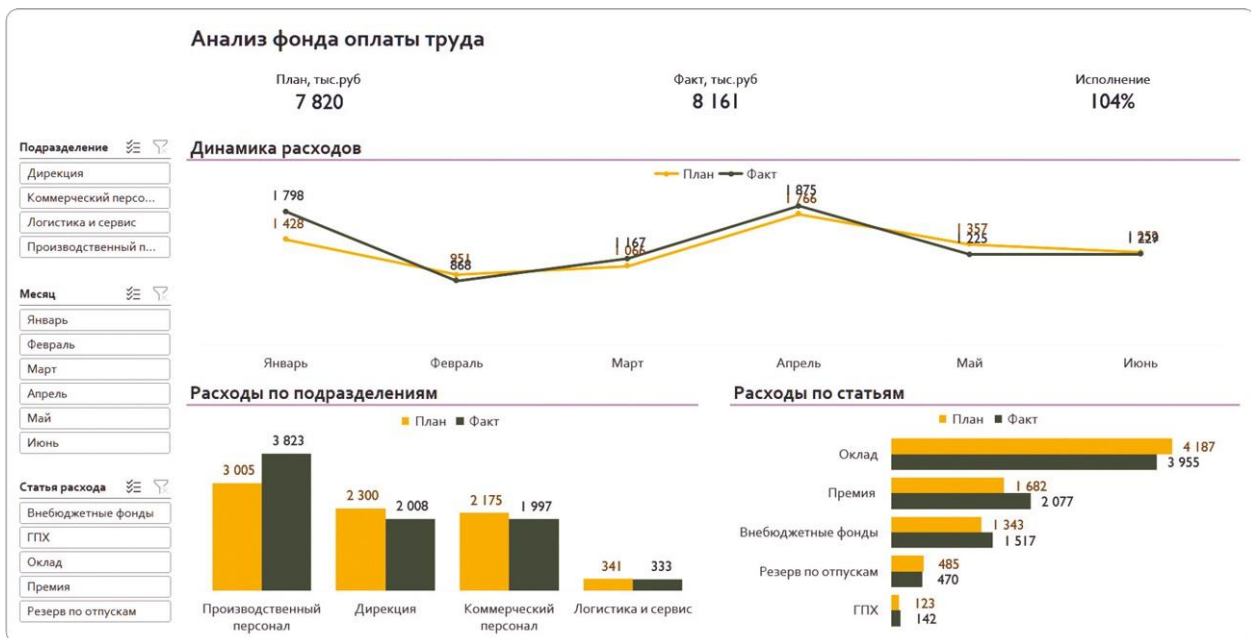 Анализ фонда оплаты труда
План, тыс.руб
7 820
Факт, тыс.руб
8 161
Исполнение
104%
Подразделение
Дирекция
Коммерческий персо...
Логистика и сервис
Производственный п...
Месяц
Январь
Февраль
Март
Апрель
Май
Июнь
Статья расхода
Внебюджетные фонды
ГПХ
Оклад
Премия
Резерв по отпускам
Динамика расходов
План Факт
1 798
1 428
951
868
1 167
1 066
1 875
1 766
1 357
1 225
Январь Февраль Март Апрель Май Июнь
Расходы по подразделениям
План Факт
3 005
3 823
2 300
2 008
2 175
1 997
341
333
Производственный
персонал
Дирекция
Коммерческий
персонал
Логистика и сервис
Расходы по статьям
План Факт
Оклад
4 187
3 955
Премия
1 682
2 077
Внебюджетные фонды
1 343
1 517
Резерв по отпускам
485
470
ГПХ
123
142